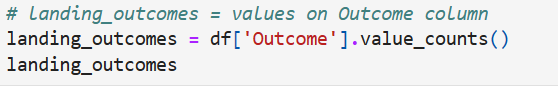 # landing_outcomes = values on Outcome column
landing_outcomes = df['Outcome'].value_counts()
landing_outcomes